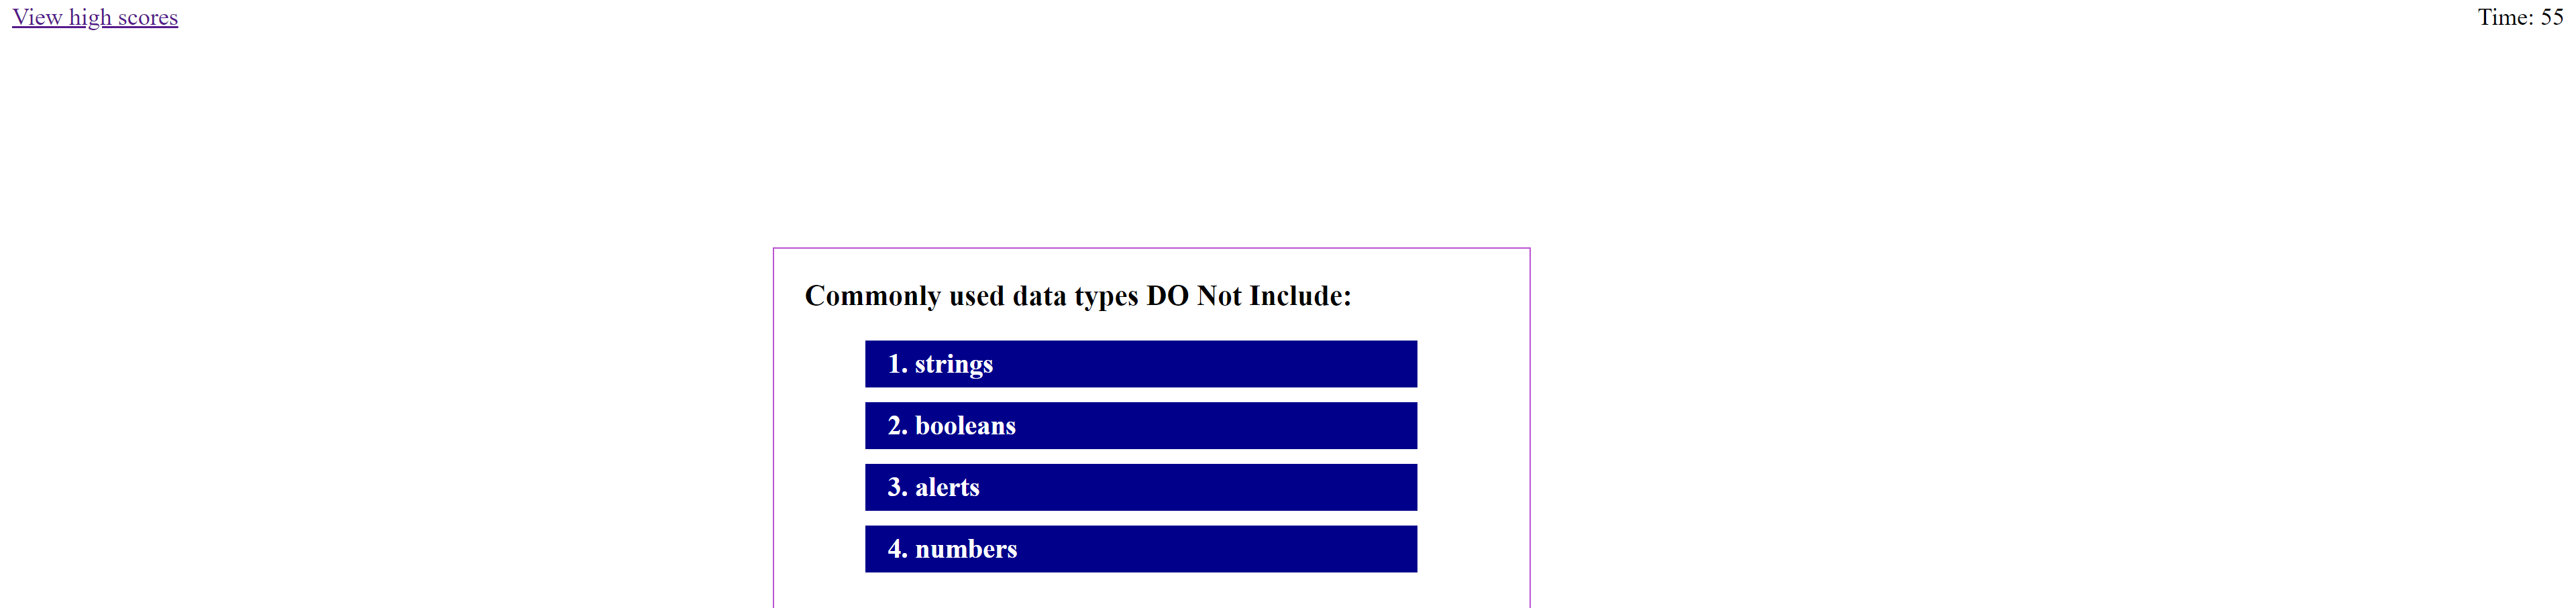 View high scores
Time: 55
Commonly used data types DO Not Include:
1. strings
2. booleans
3. alerts
4. numbers